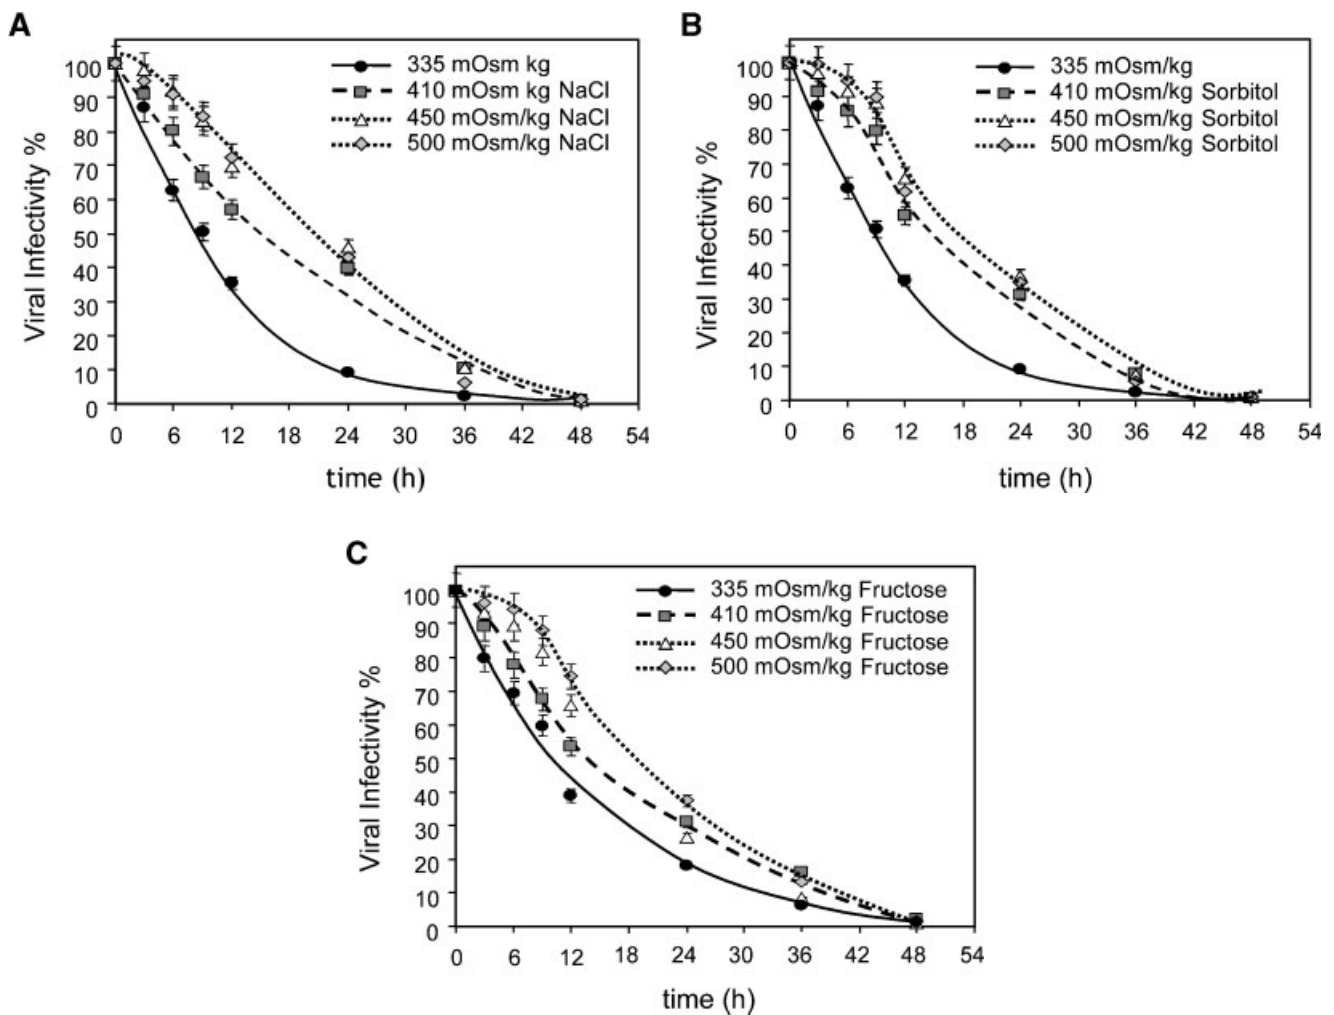 A
335 mOsm kg
410 mOsm kg NaCl
450 mOsm/kg NaCl
500 mOsm/kg NaCl
Viral Infectivity %
100
90
80
70
60
50
40
30
20
10
0
0 6 12 18 24 30 36 42 48 54
time (h)
B
335 mOsm/kg
410 mOsm/kg Sorbitol
450 mOsm/kg Sorbitol
500 mOsm/kg Sorbitol
Viral Infectivity %
100
90
80
70
60
50
40
30
20
10
0
0 6 12 18 24 30 36 42 48 54
time (h)
C
335 mOsm/kg Fructose
410 mOsm/kg Fructose
450 mOsm/kg Fructose
500 mOsm/kg Fructose
Viral Infectivity %
100
90
80
70
60
50
40
30
20
10
0
0 6 12 18 24 30 36 42 48 54
time (h)